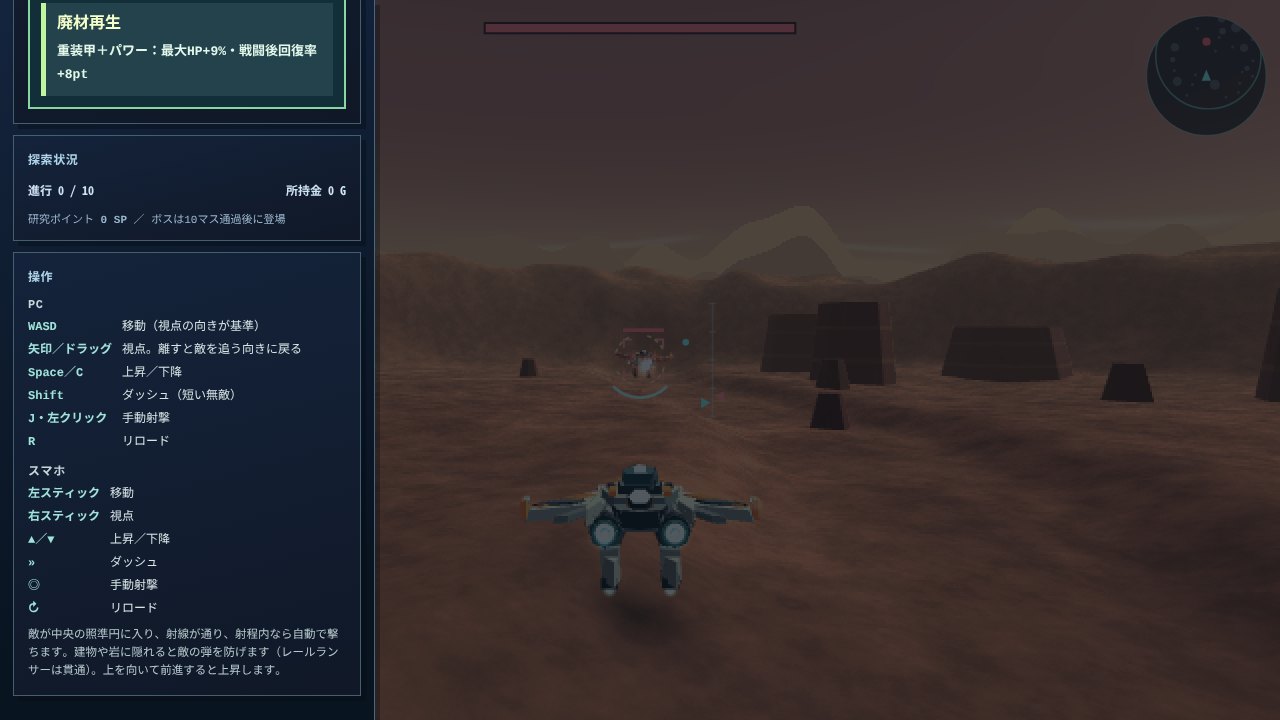 廃材再生
重装甲＋パワー：最大HP+9%・戦闘後回復率
+8pt
探索状況
進行 0 / 10 所持金 0 G
研究ポイント 0 SP ／ ボスは10マス通過後に登場
操作
PC
WASD 移動（視点の向きが基準）
矢印／ドラッグ 視点。離すと敵を追う向きに戻る
Space／C 上昇／下降
Shift ダッシュ（短い無敵）
J・左クリック 手動射撃
R リロード
スマホ
左スティック 移動
右スティック 視点
▲／▼ 上昇／下降
» ダッシュ
◎ 手動射撃
↻ リロード
敵が中央の照準円に入り、射線が通り、射程内なら自動で撃
ちます。建物や岩に隠れると敵の弾を防げます（レールラン
サーは貫通）。上を向いて前進すると上昇します。